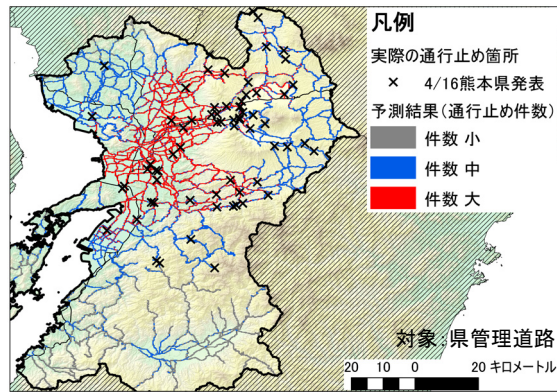 凡例
実際の通行止め箇所
× 4/16熊本県発表
予測結果(通行止め件数)
件数 小
件数 中
件数 大
対象：県管理道路
20 10 0 20 キロメートル